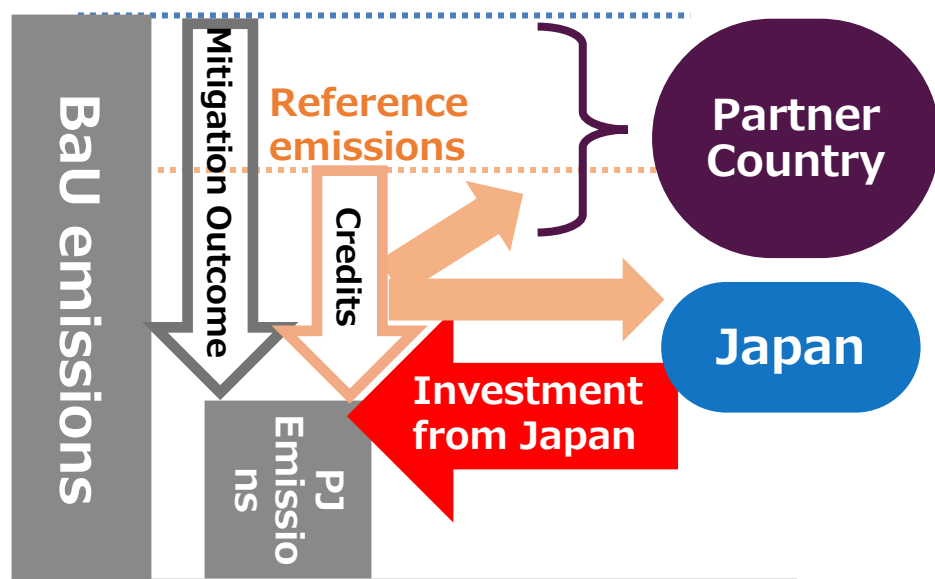 BaU emissions
Mitigation Outcome
Reference
emissions
Credits
Partner
Country
Japan
Investment
from Japan
PJ
Emissio
ns